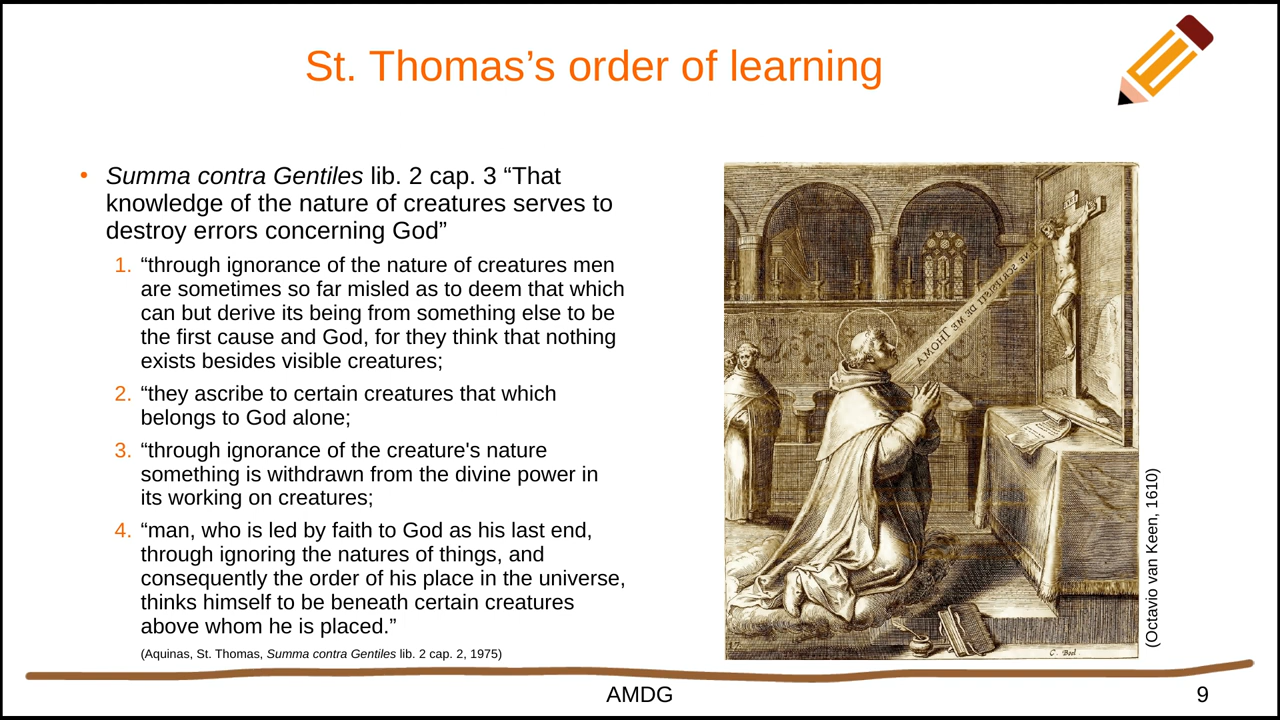 St. Thomas’s order of learning
• Summa contra Gentiles lib. 2 cap. 3 “That
knowledge of the nature of creatures serves to
destroy errors concerning God”
1. “through ignorance of the nature of creatures men
are sometimes so far misled as to deem that which
can but derive its being from something else to be
the first cause and God, for they think that nothing
exists besides visible creatures;
2. “they ascribe to certain creatures that which
belongs to God alone;
3. “through ignorance of the creature's nature
something is withdrawn from the divine power in
its working on creatures;
4. “man, who is led by faith to God as his last end,
through ignoring the natures of things, and
consequently the order of his place in the universe,
thinks himself to be beneath certain creatures
above whom he is placed.”
(Aquinas, St. Thomas, Summa contra Gentiles lib. 2 cap. 2, 1975)
DE ME THOMA
C. Boel.
(Octavio van Keen, 1610)
AMDG
9